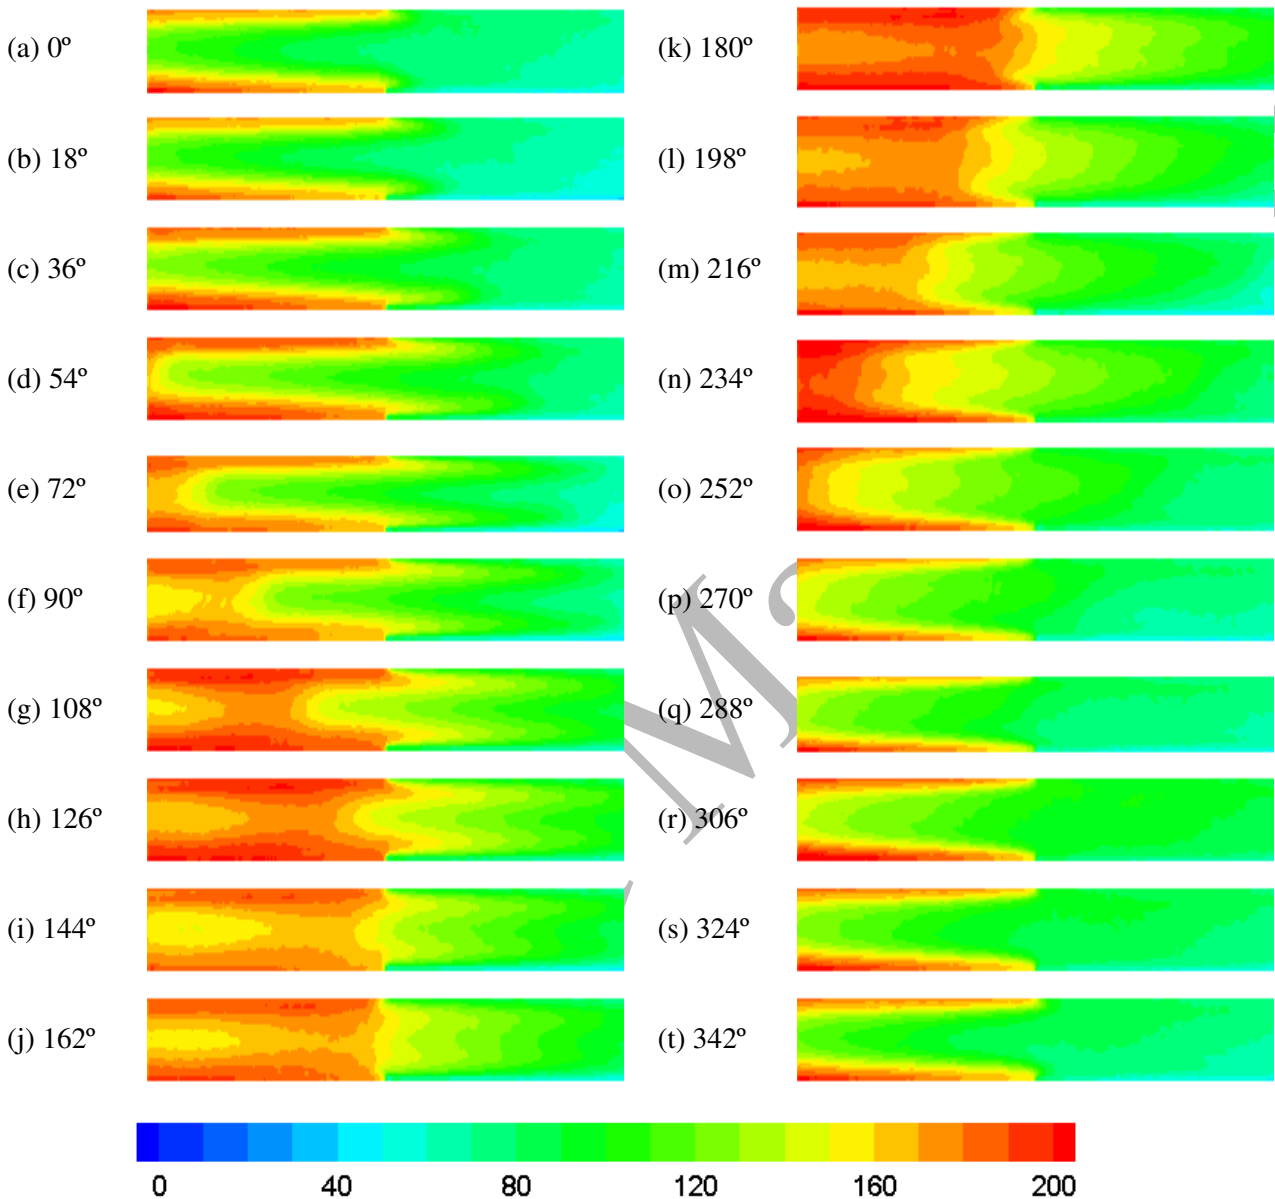 (a) 0º
(b) 18º
(c) 36º
(d) 54º
(e) 72º
(f) 90º
(g) 108º
(h) 126º
(i) 144º
(j) 162º
(k) 180º
(l) 198º
(m) 216º
(n) 234º
(o) 252º
(p) 270º
(q) 288º
(r) 306º
(s) 324º
(t) 342º
0 40 80 120 160 200